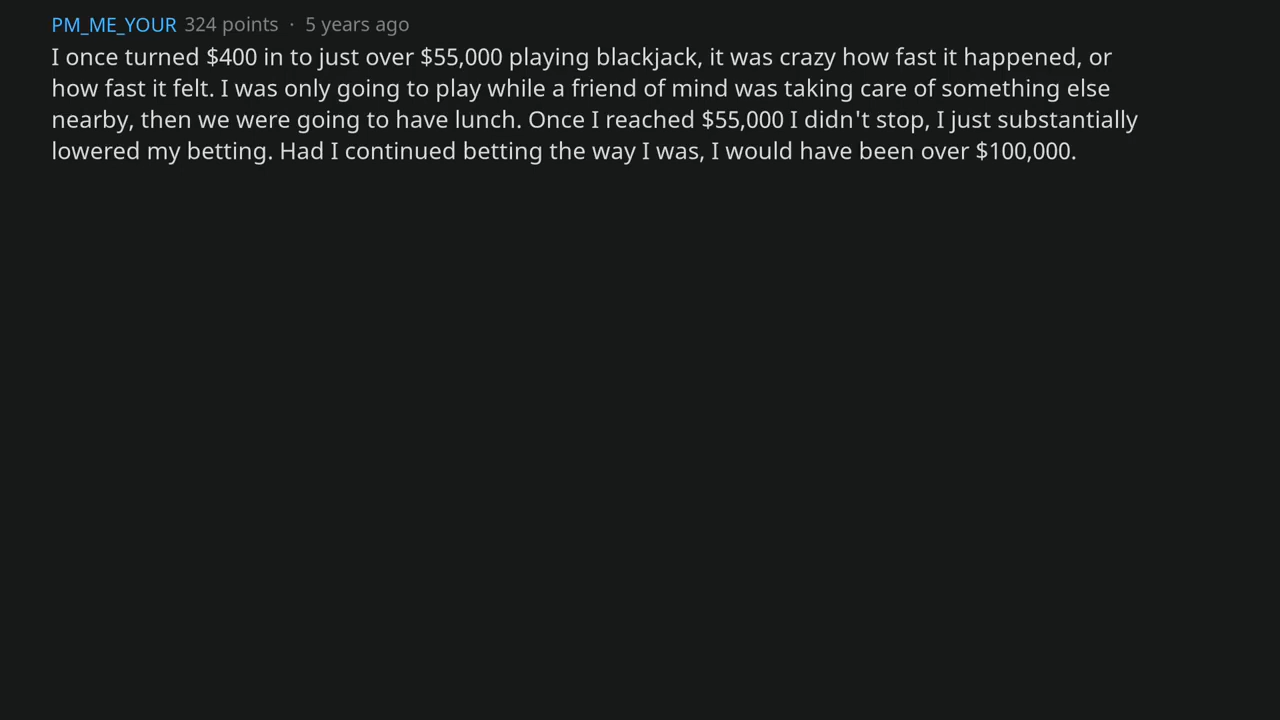 PM_ME_YOUR 324 points · 5 years ago
I once turned $400 in to just over $55,000 playing blackjack, it was crazy how fast it happened, or
how fast it felt. I was only going to play while a friend of mind was taking care of something else
nearby, then we were going to have lunch. Once I reached $55,000 I didn't stop, I just substantially
lowered my betting. Had I continued betting the way I was, I would have been over $100,000.